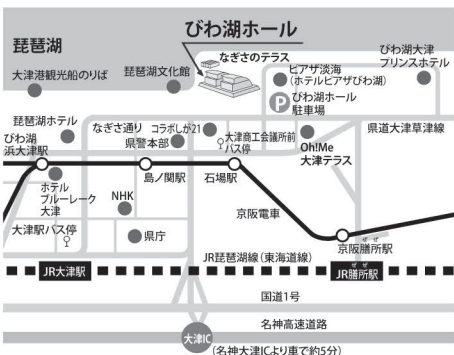 びわ湖ホール
琵琶湖
なぎさのテラス
びわ湖大津
プリンスホテル
大津港観光船のりば
琵琶湖文化館
ピアザ淡海
(ホテルピアザびわ湖)
P
びわ湖ホール
駐車場
琵琶湖ホテル
なぎさ通り
コラボしが21
県警本部
大津商工会議所前
バス停
県道大津草津線
びわ湖
浜大津駅
Oh!Me
大津テラス
島ノ関駅
石場駅
ホテル
ブルーレーク
大津
NHK
京阪電車
大津駅バス停
県庁
ぜ ぜ
京阪膳所駅
JR琵琶湖線(東海道線)
JR大津駅
ぜ ぜ
JR膳所駅
国道1号
名神高速道路
大津IC
(名神大津ICより車で約5分)